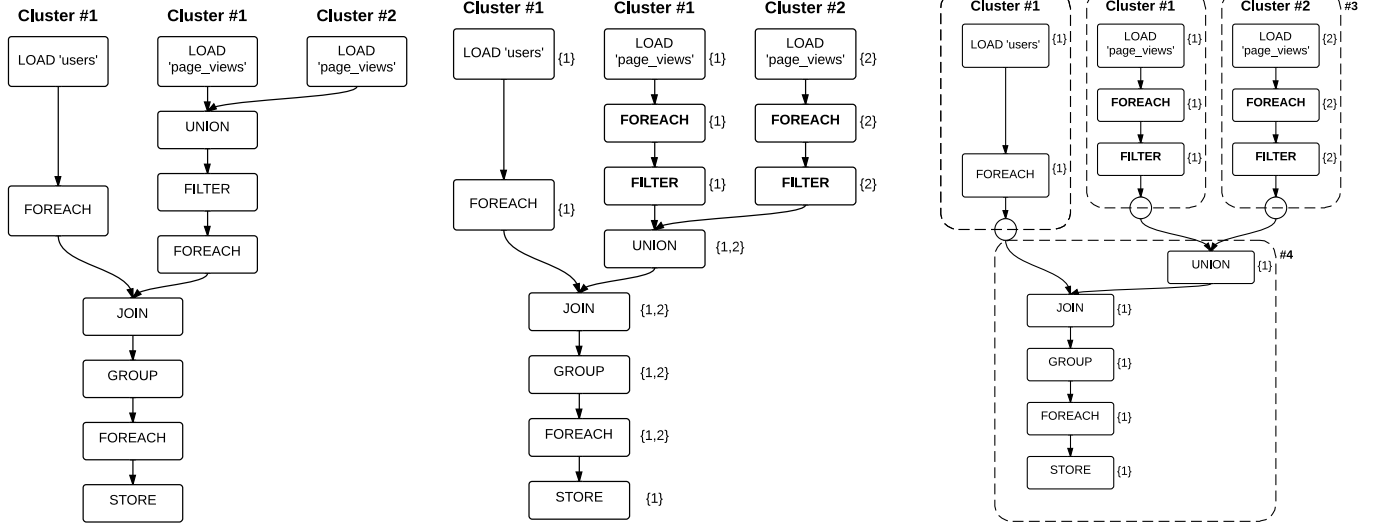 Cluster #1
Cluster #1
Cluster #2
LOAD 'users'
LOAD
'page_views'
LOAD
'page_views'
UNION
FILTER
FOREACH
FOREACH
JOIN
GROUP
FOREACH
STORE
Cluster #1
Cluster #1
Cluster #2
LOAD 'users'
{1}
LOAD
'page_views'
{1}
LOAD
'page_views'
{2}
FOREACH
{1}
FOREACH
{2}
FILTER
{1}
FILTER
{2}
FOREACH
{1}
UNION
{1,2}
JOIN
{1,2}
GROUP
{1,2}
FOREACH
{1,2}
STORE
{1}
Cluster #1
Cluster #1
Cluster #2
#3
LOAD 'users'
{1}
LOAD
'page_views'
{1}
LOAD
'page_views'
{2}
FOREACH
{1}
FOREACH
{2}
FILTER
{1}
FILTER
{2}
FOREACH
{1}
#4
UNION
{1}
JOIN
{1}
GROUP
{1}
FOREACH
{1}
STORE
{1}